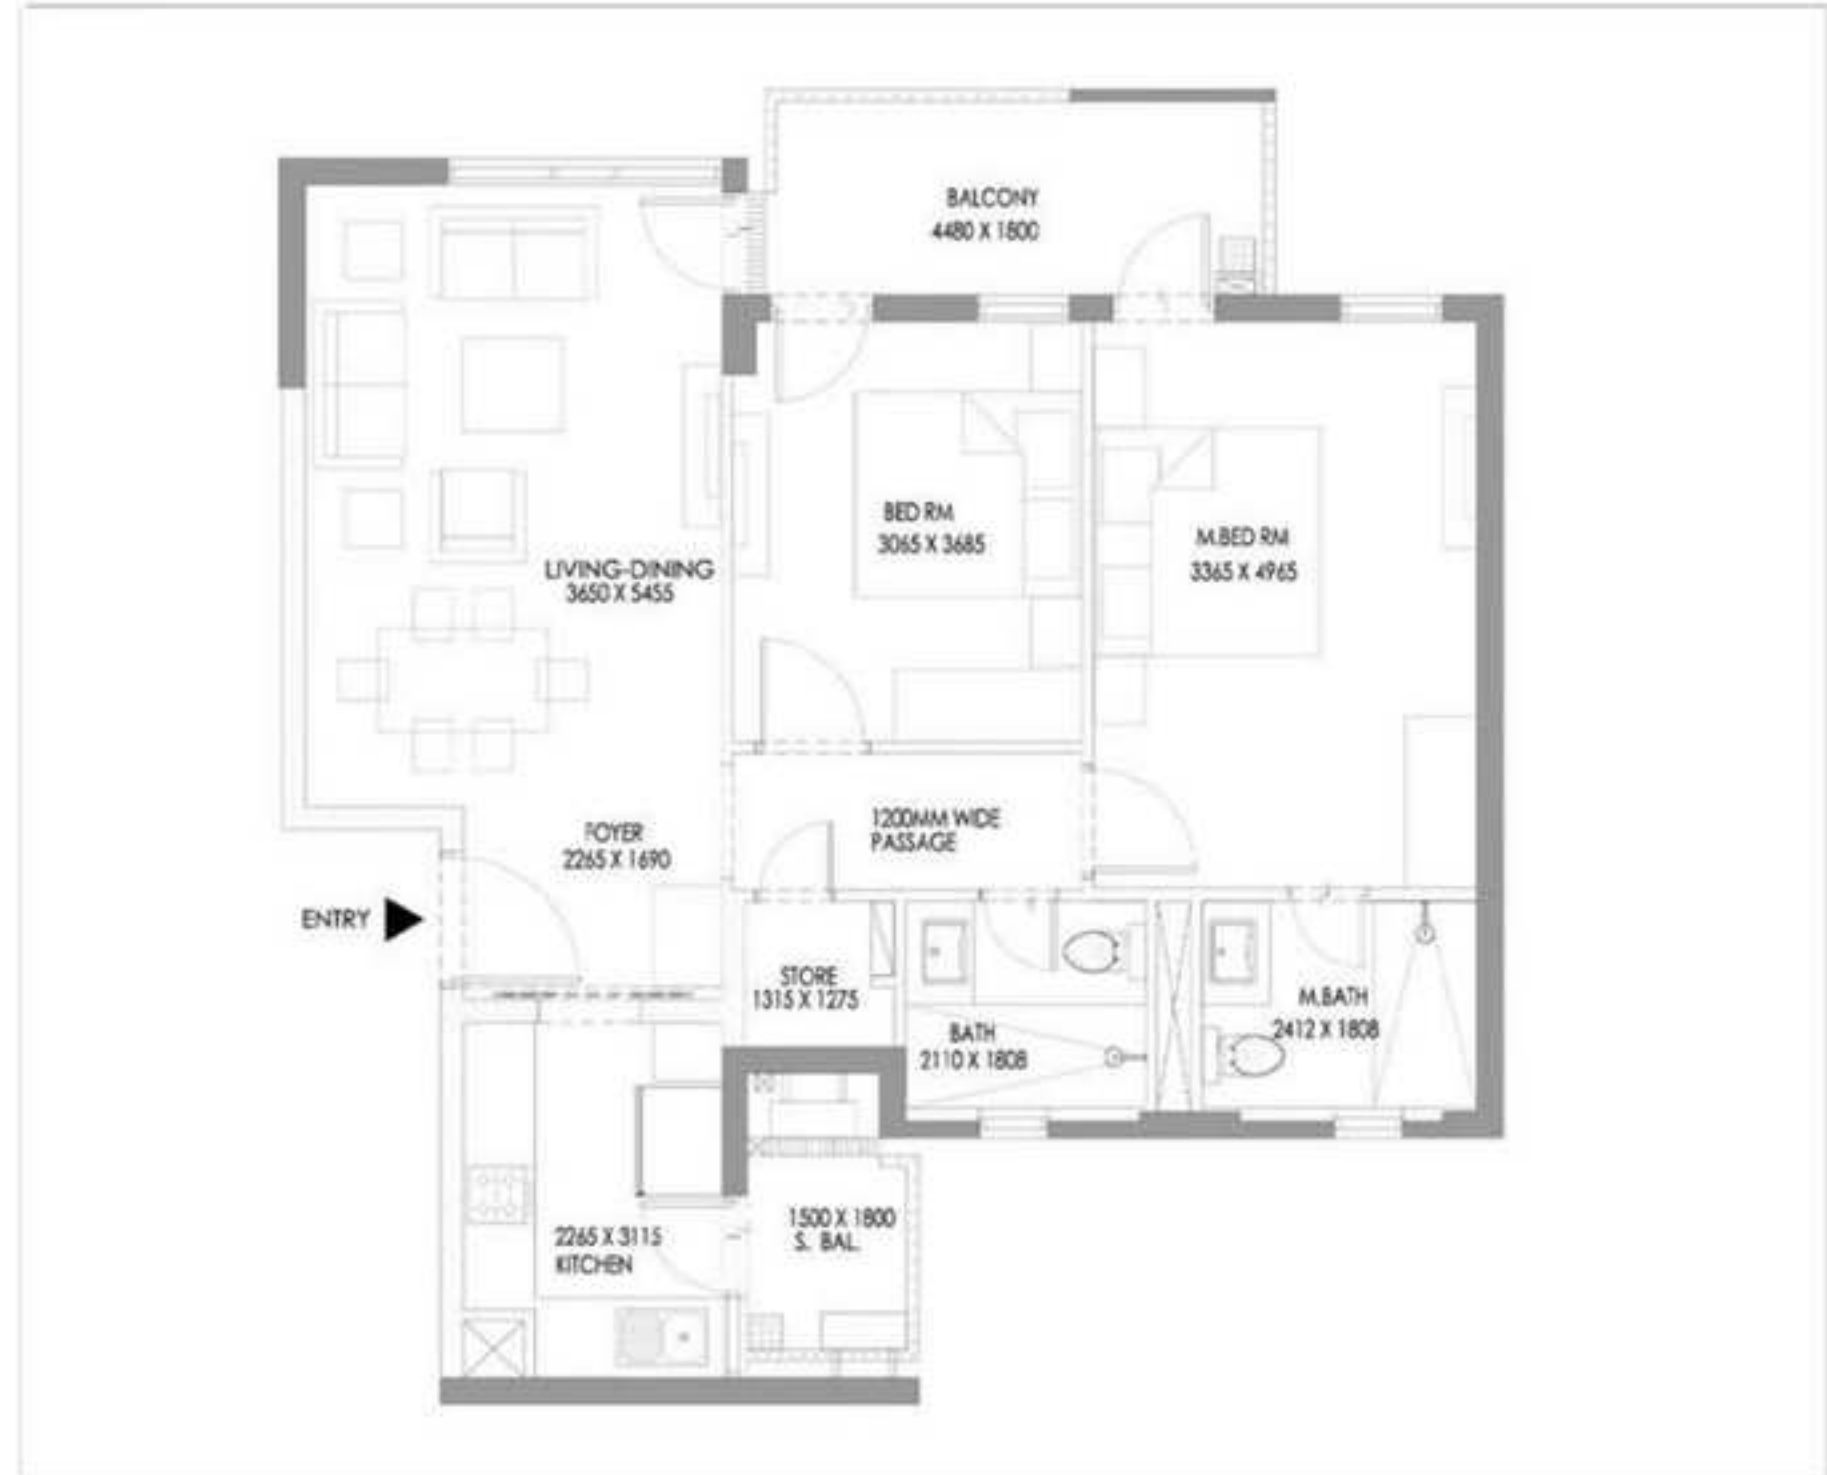 BALCONY
4480 X 1800
BED RM
3065 X 3685
M.BED RM
3365 X 4965
LIVING-DINING
3650 X 5455
1200MM WIDE
PASSAGE
FOYER
2265 X 1690
ENTRY
STORE
1315 X 1275
BATH
2110 X 1808
M.BATH
2412 X 1808
1500 X 1800
S. BAL.
2265 X 3115
KITCHEN